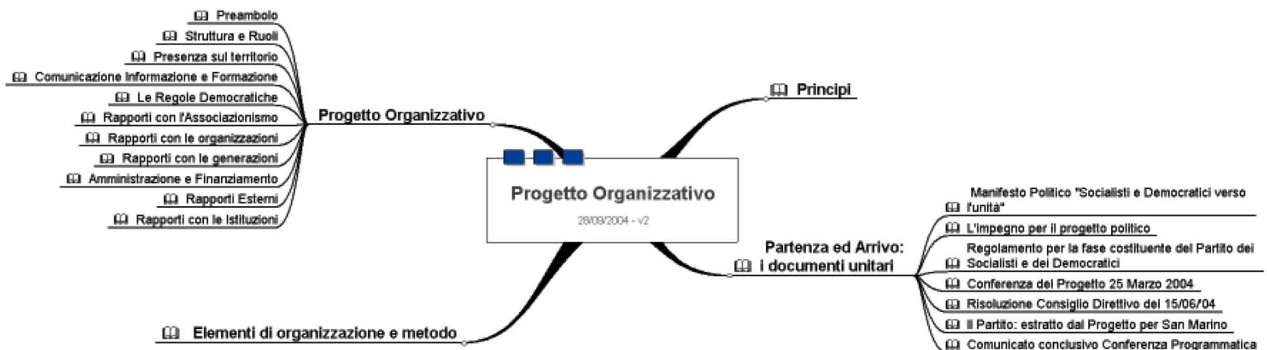 Preambolo
Struttura e Ruoli
Presenza sul territorio
Comunicazione Informazione e Formazione
Le Regole Democratiche
Rapporti con l'Associazionismo
Rapporti con le organizzazioni
Rapporti con le generazioni
Amministrazione e Finanziamento
Rapporti Esterni
Rapporti con le Istituzioni
Progetto Organizzativo
Principi
Progetto Organizzativo
28/09/2004 - v2
Partenza ed Arrivo:
i documenti unitari
Manifesto Politico "Socialisti e Democratici verso
l'unità"
L'impegno per il progetto politico
Regolamento per la fase costituente del Partito dei
Socialisti e dei Democratici
Conferenza del Progetto 25 Marzo 2004
Risoluzione Consiglio Direttivo del 15/06/04
Il Partito: estratto dal Progetto per San Marino
Comunicato conclusivo Conferenza Programmatica
Elementi di organizzazione e metodo